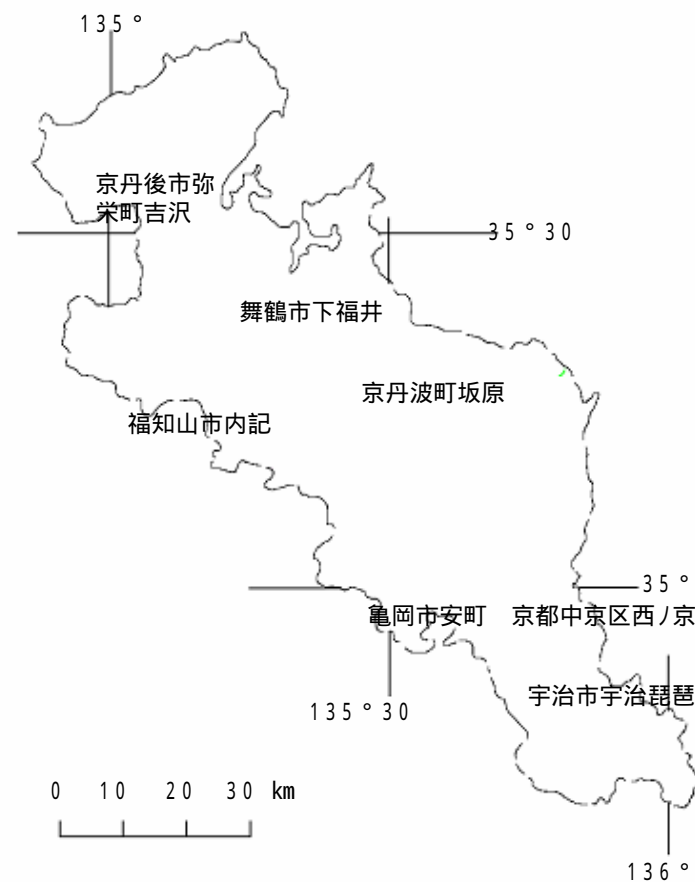 135°
京丹後市弥
栄町吉沢
35°30
舞鶴市下福井
京丹波町坂原
福知山市内記
35°
亀岡市安町
京都中京区西ノ京
宇治市宇治琵琶
135°30
0 10 20 30 km
136°